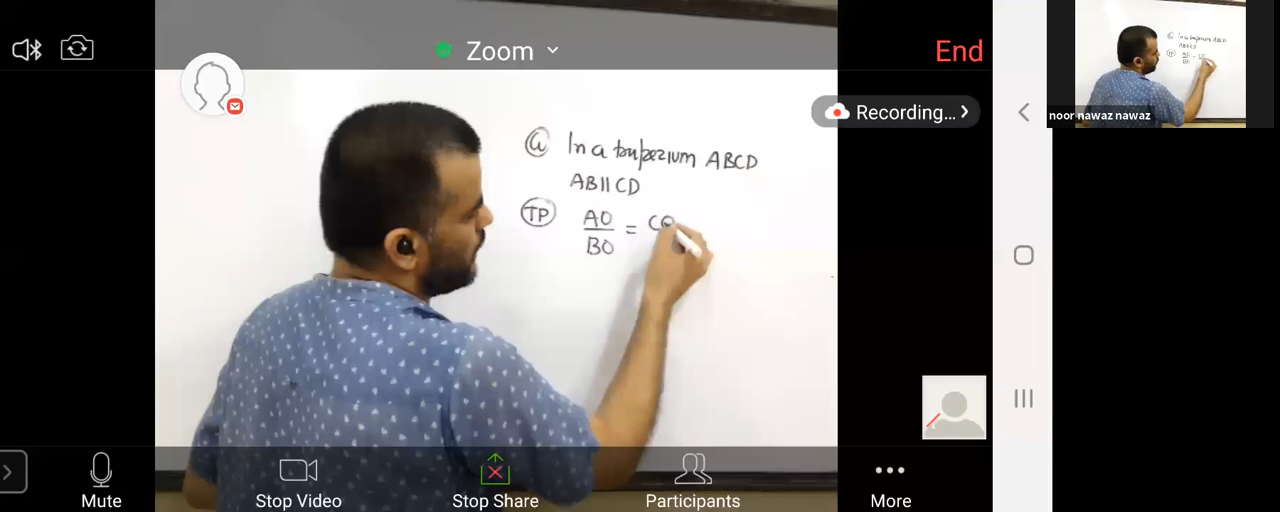 Zoom
End
Recording...
G In a trapezium ABCD
AB||CD
TP AO/BO = CO
noor nawaz nawaz
Mute
Stop Video
Stop Share
Participants
More